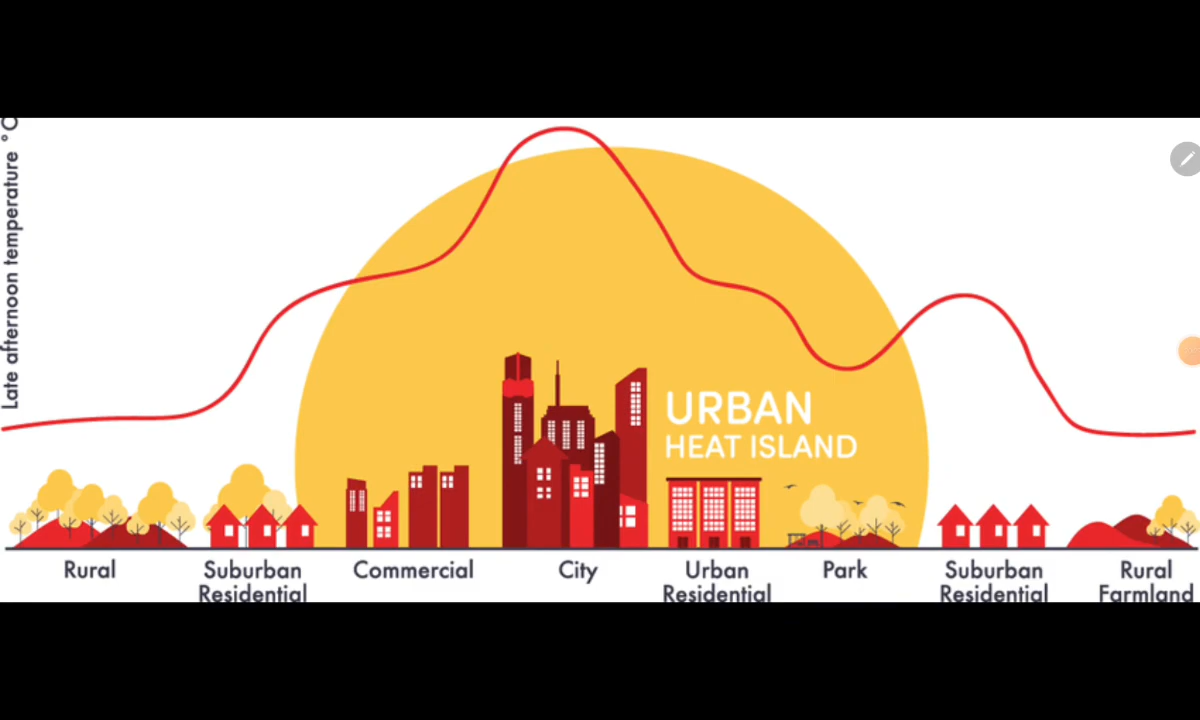 Late afternoon temperature °C
URBAN
HEAT ISLAND
Rural
Suburban
Residential
Commercial
City
Urban
Residential
Park
Suburban
Residential
Rural
Farmland